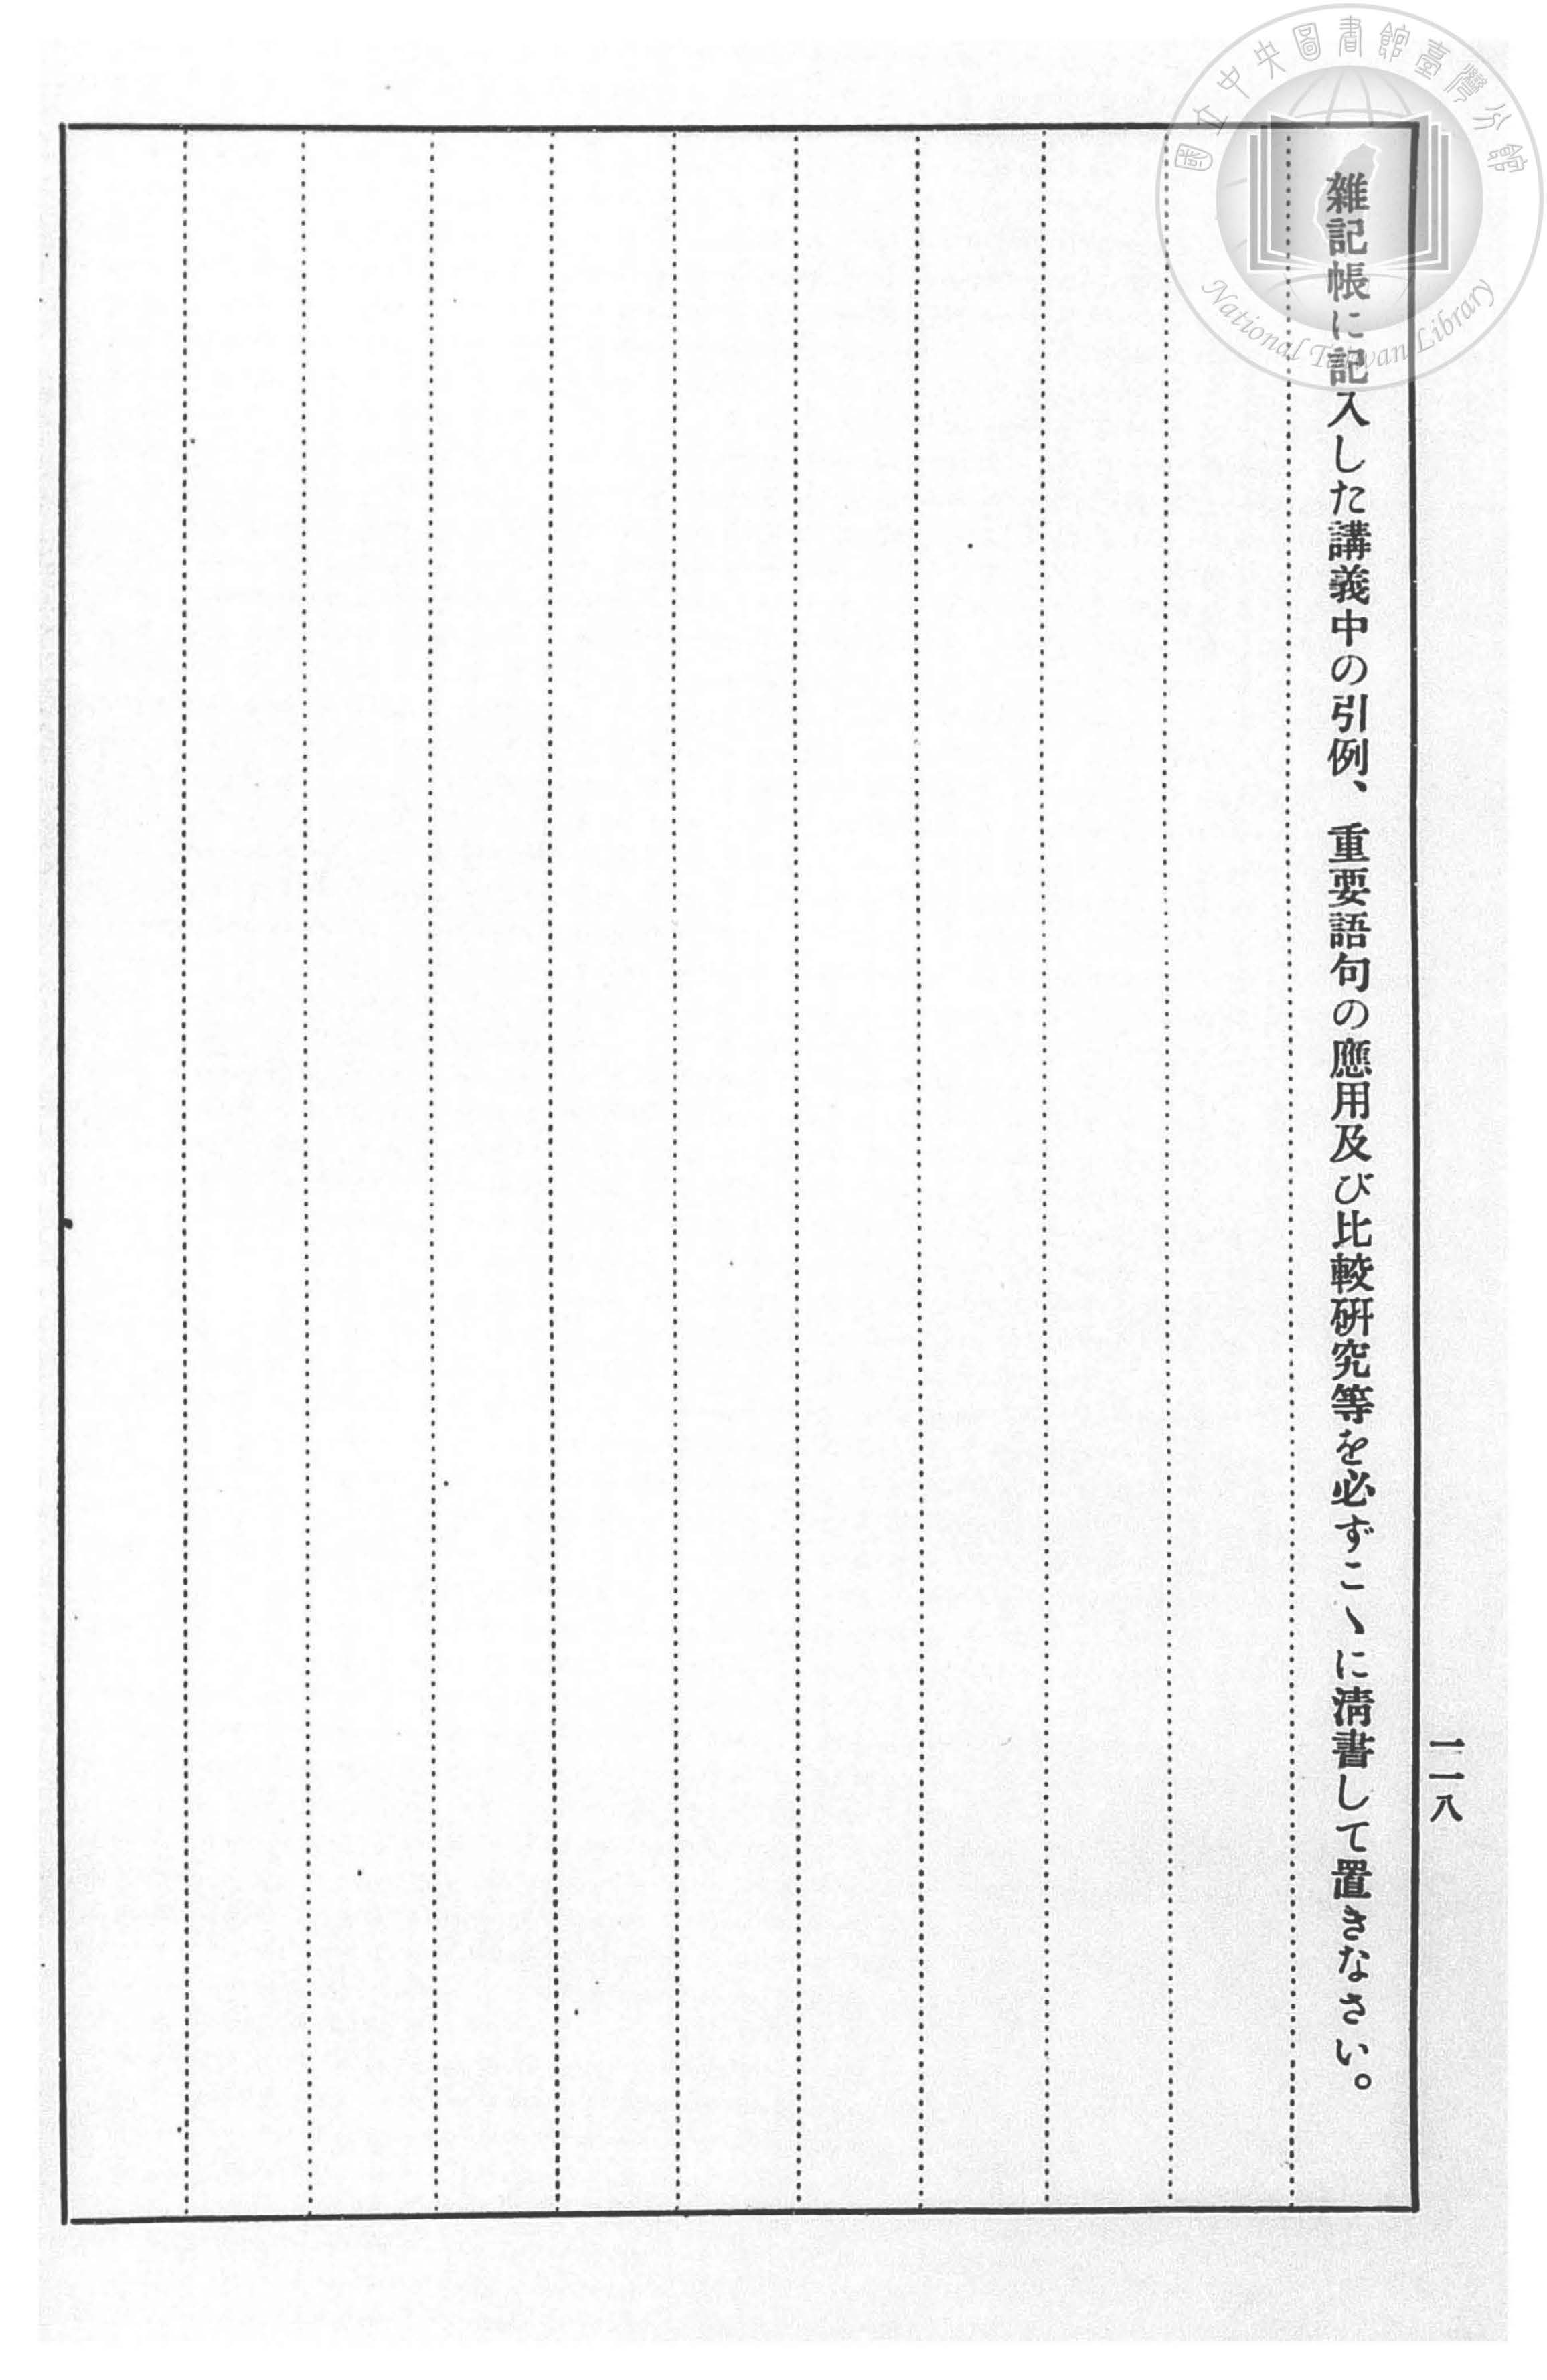 一一八
雜記帳に記入した講義中の引例、重要語句の應用及び比較硏究等を必ずこゝに淸書して置きなさい。
國立中央圖書館臺灣分館
National Taiwan Library